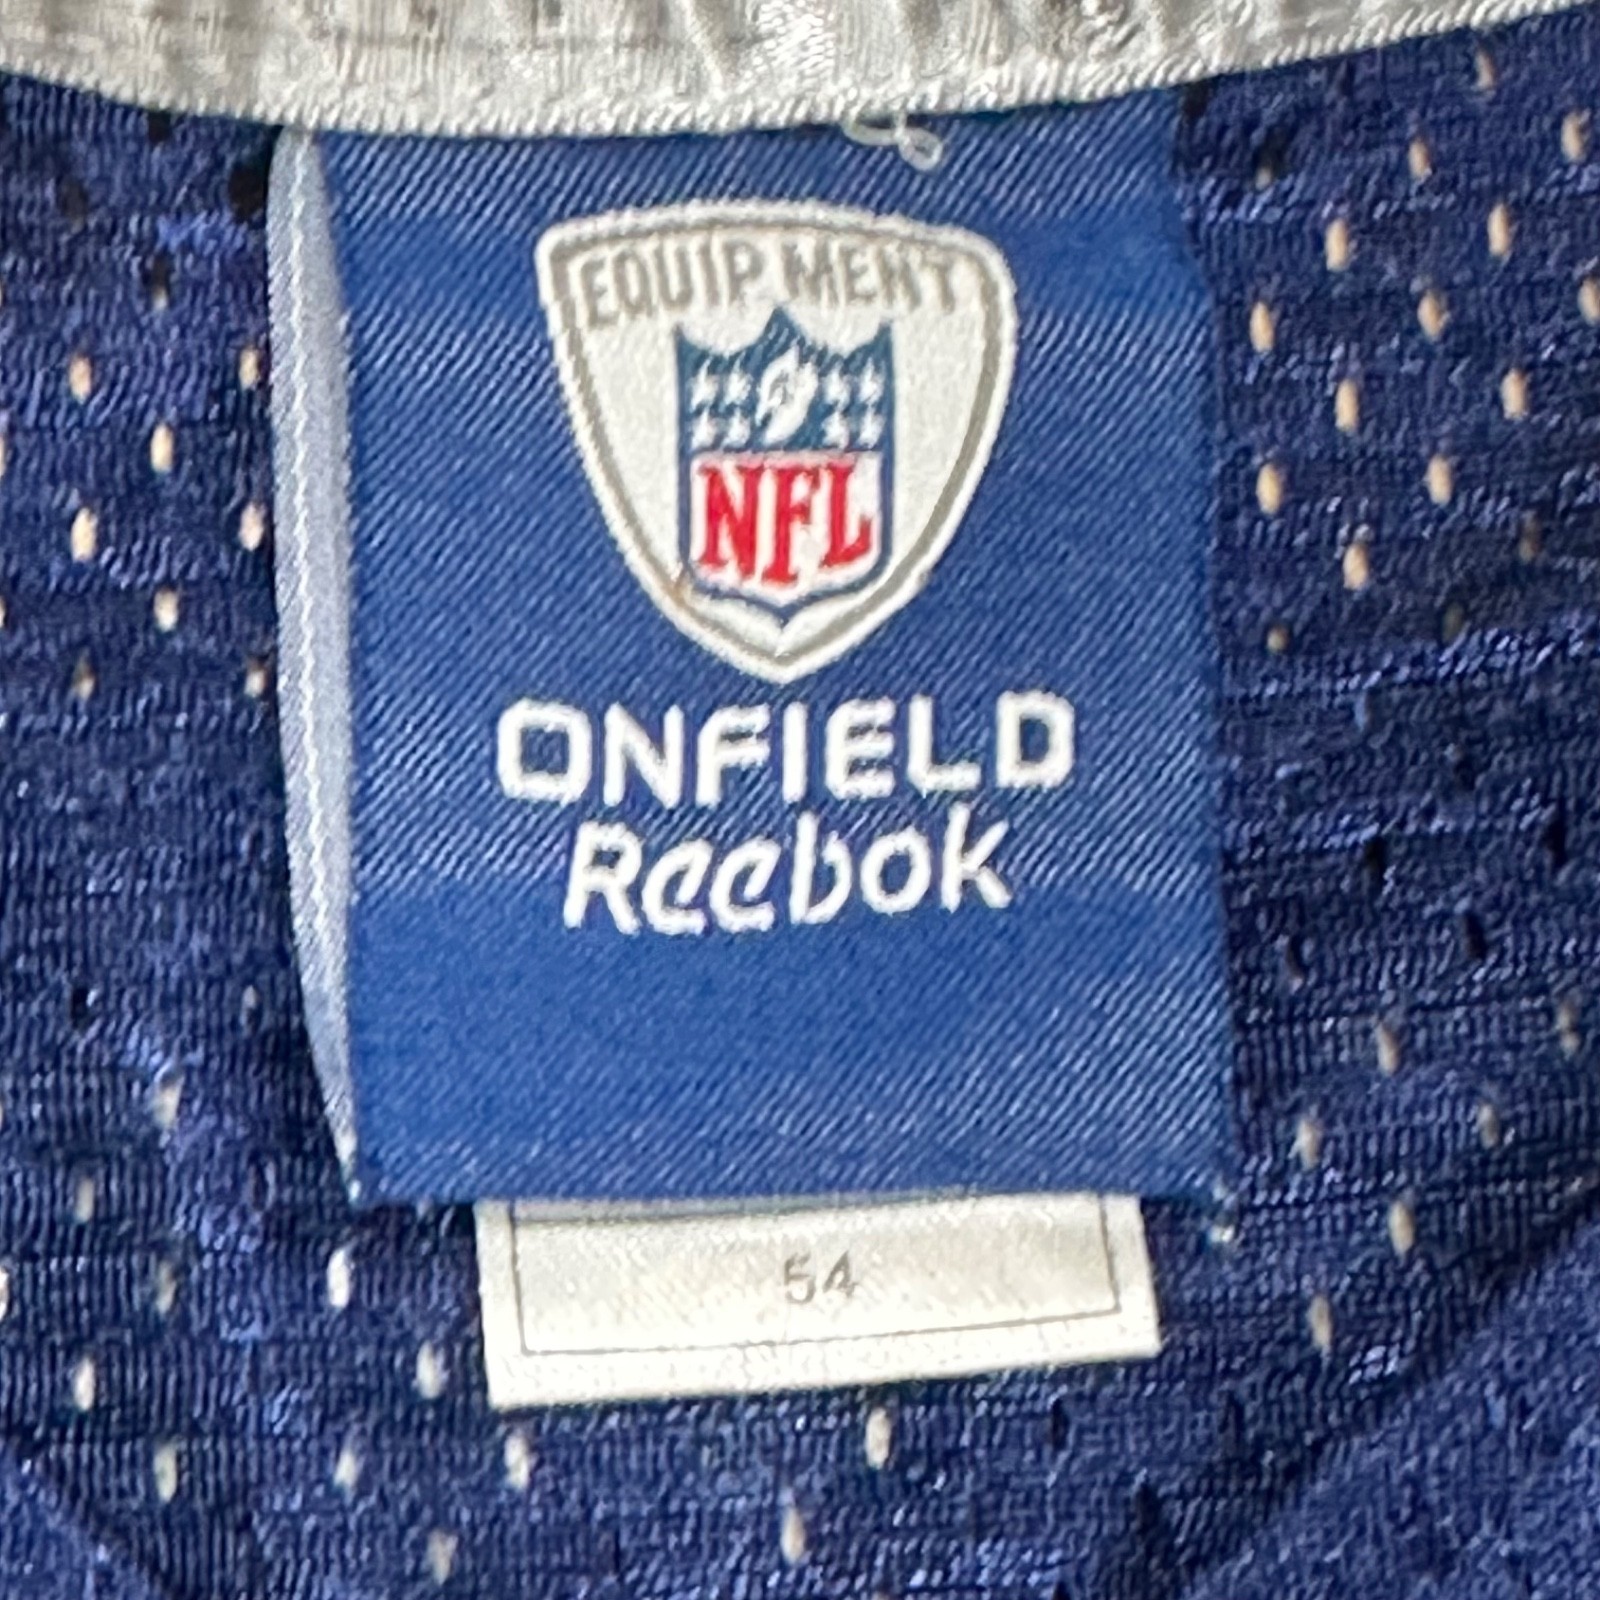 EQUIPMENT
NFL
ONFIELD
Reebok
54